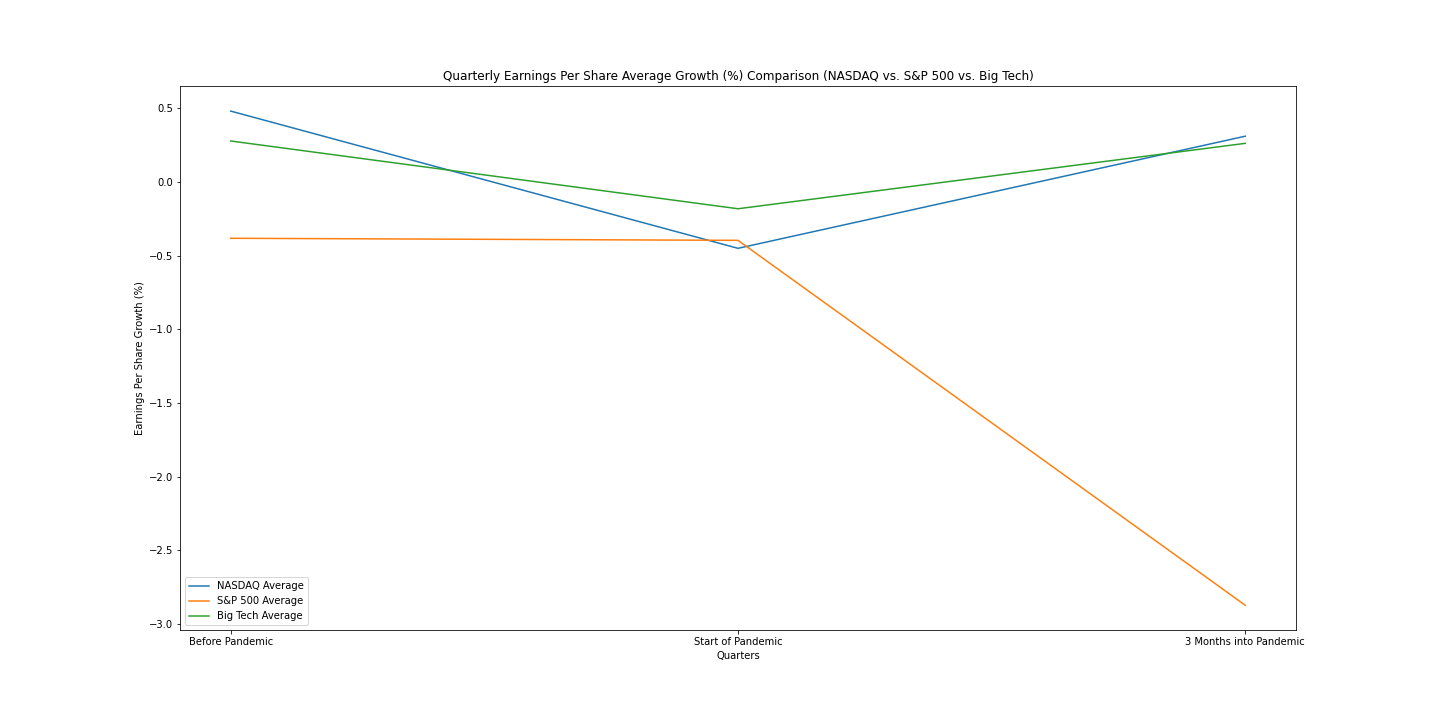 Quarterly Earnings Per Share Average Growth (%) Comparison (NASDAQ vs. S&P 500 vs. Big Tech)
0.5
0.0
−0.5
−1.0
−1.5
−2.0
−2.5
−3.0
Earnings Per Share Growth (%)
NASDAQ Average
S&P 500 Average
Big Tech Average
Before Pandemic
Start of Pandemic
3 Months into Pandemic
Quarters